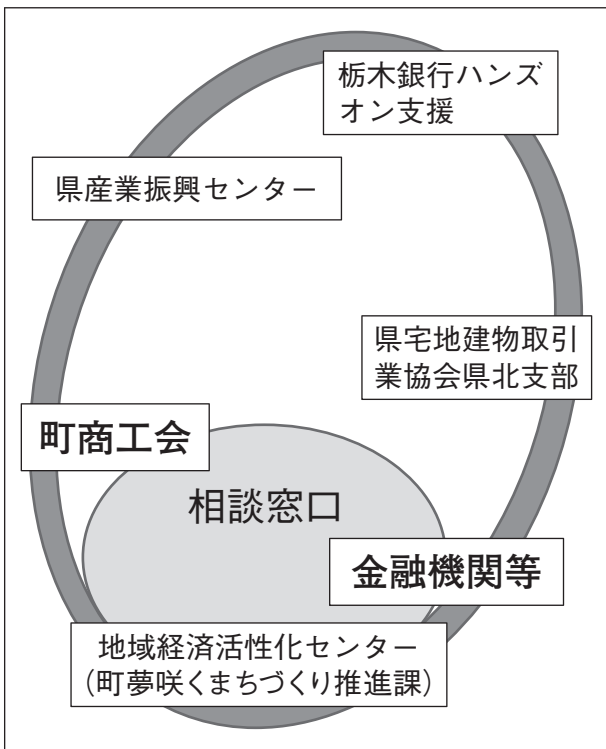 栃木銀行ハンズ
オン支援
県産業振興センター
県宅地建物取引
業協会県北支部
町商工会
相談窓口
金融機関等
地域経済活性化センター
(町夢咲くまちづくり推進課)